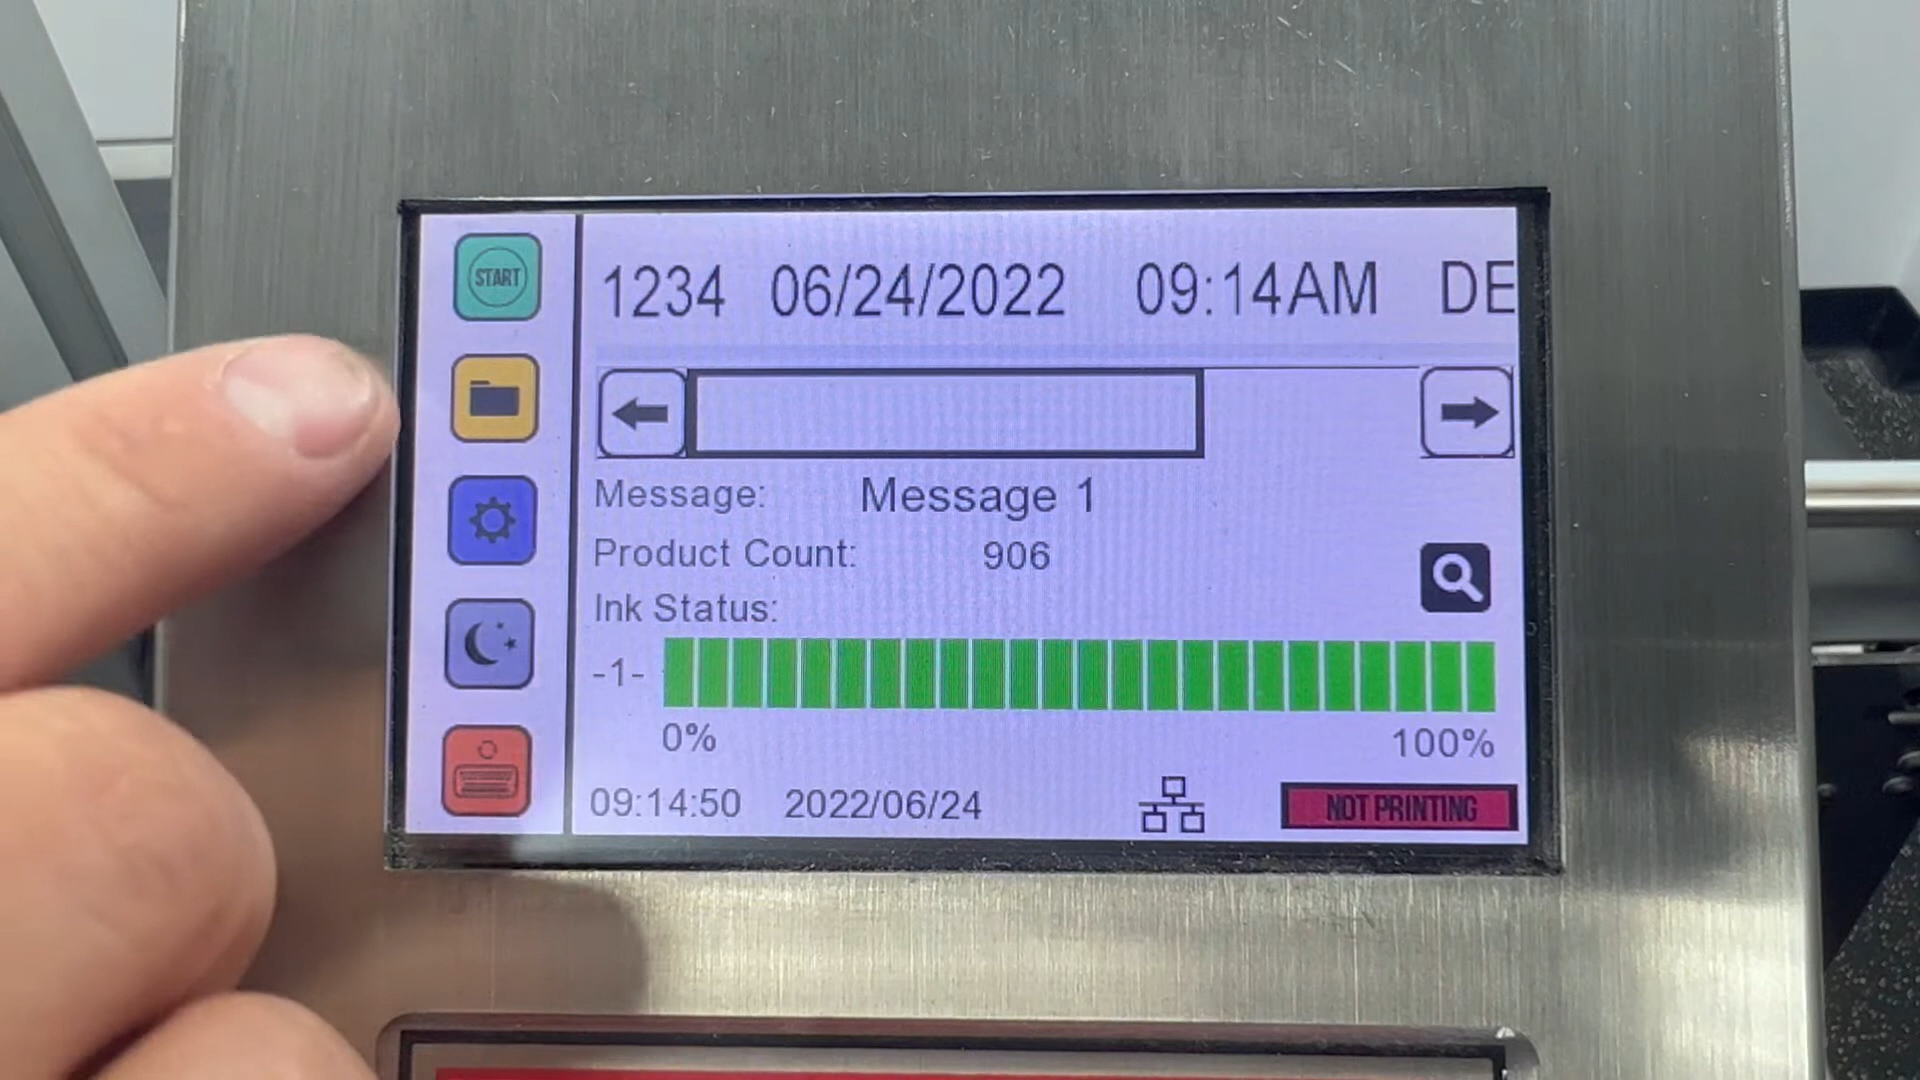 START
1234 06/24/2022 09:14AM DE
Message: Message 1
Product Count: 906
Ink Status:
-1-
0% 100%
09:14:50 2022/06/24 NOT PRINTING